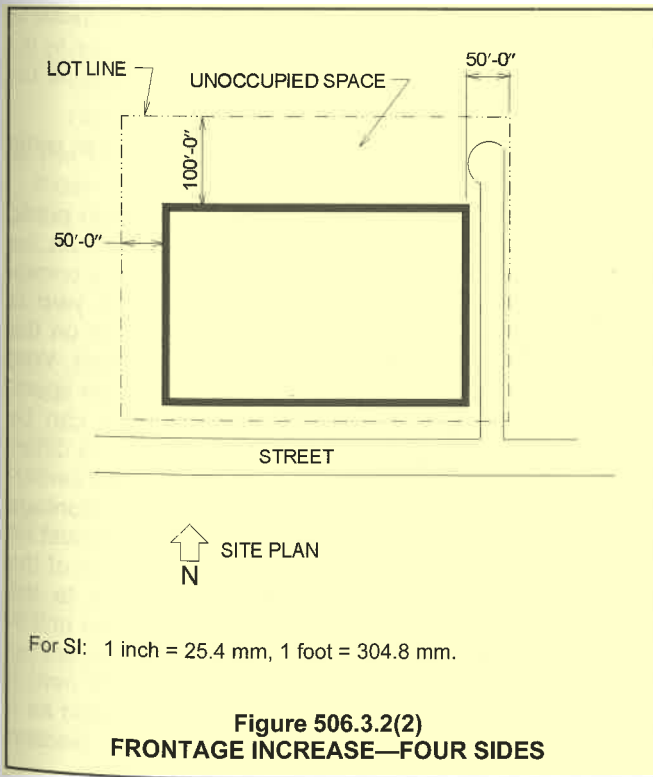 50′-0″
LOT LINE
UNOCCUPIED SPACE
100′-0″
50′-0″
STREET
SITE PLAN
N
For SI: 1 inch = 25.4 mm, 1 foot = 304.8 mm.
Figure 506.3.2(2)
FRONTAGE INCREASE—FOUR SIDES